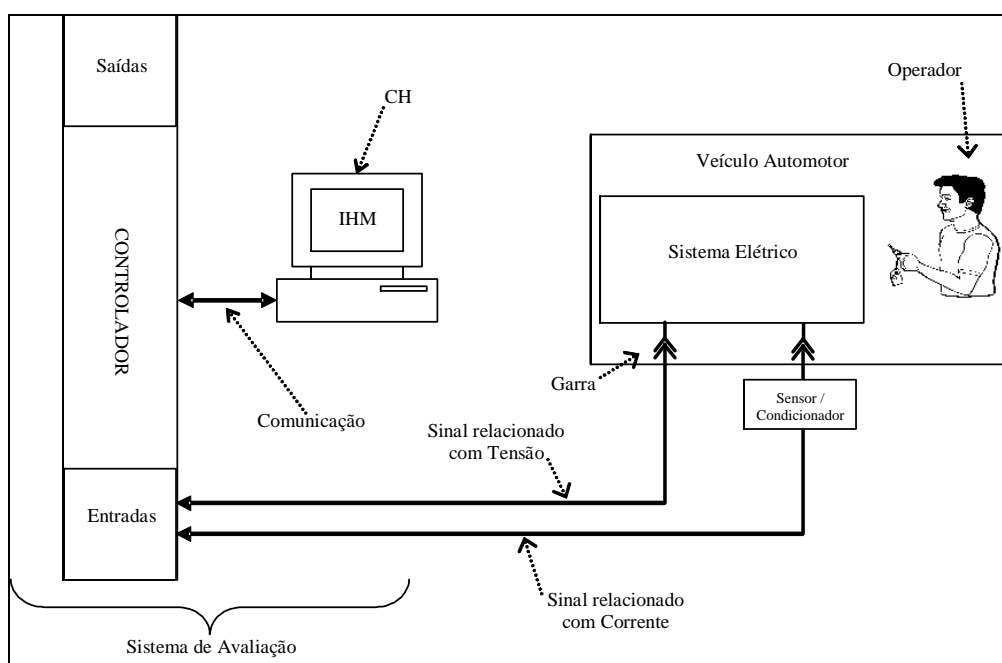 Saídas
CH
Operador
IHM
Veículo Automotor
CONTROLADOR
Sistema Elétrico
Garra
Sensor /
Condicionador
Comunicação
Sinal relacionado
com Tensão
Entradas
Sinal relacionado
com Corrente
Sistema de Avaliação